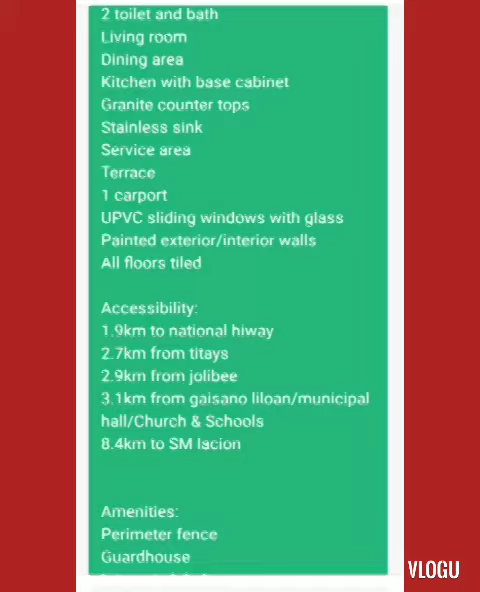 2 toilet and bath
Living room
Dining area
Kitchen with base cabinet
Granite counter tops
Stainless sink
Service area
Terrace
1 carport
UPVC sliding windows with glass
Painted exterior/interior walls
All floors tiled
Accessibility:
1.9km to national hiway
2.7km from titays
2.9km from jolibee
3.1km from gaisano liloan/municipal
hall/Church & Schools
8.4km to SM lacion
Amenities:
Perimeter fence
Guardhouse
VLOGU